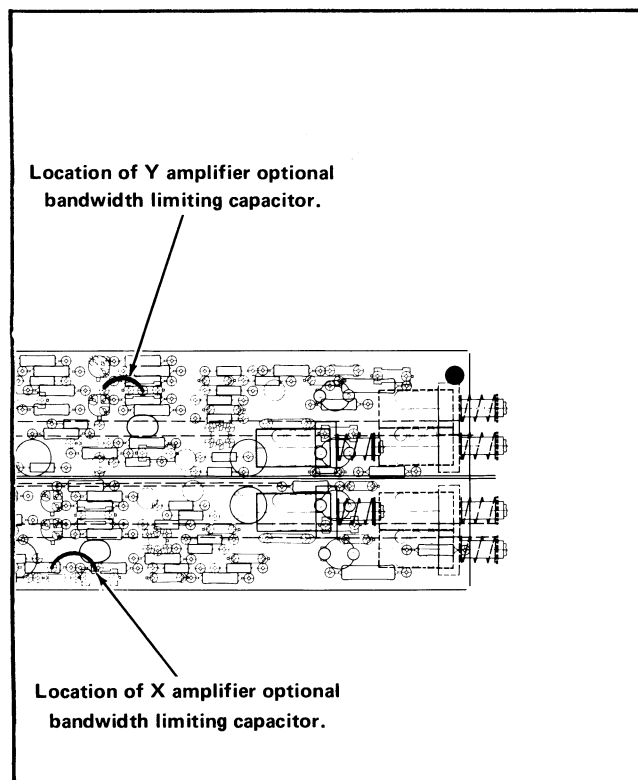 Location of Y amplifier optional
bandwidth limiting capacitor.
Location of X amplifier optional
bandwidth limiting capacitor.